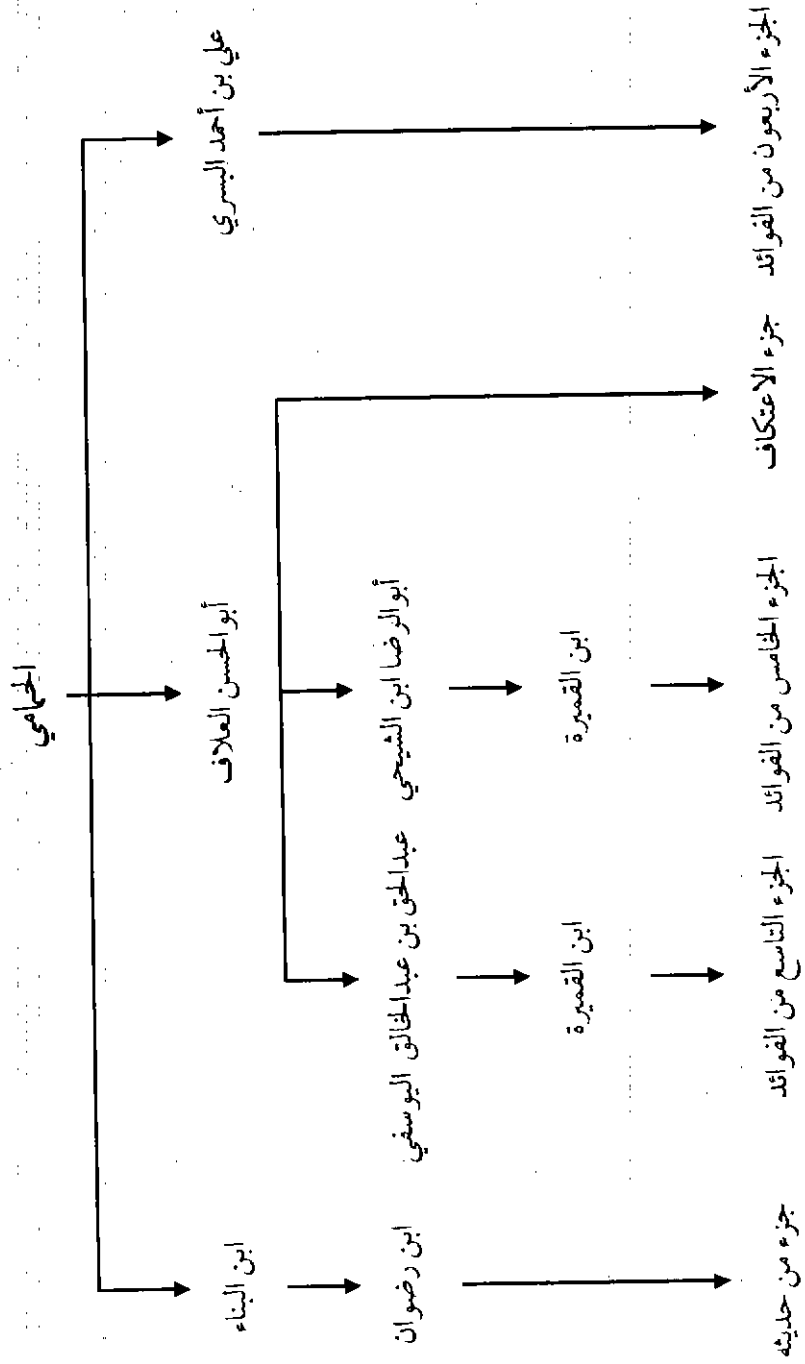 الحمامي
علي بن أحمد البسري
أبو الحسن العلاف
ابن البناء
أبو الرضا ابن الشيحي
عبدالحق بن عبدالخالق اليوسفي
ابن رضوان
ابن القميرة
ابن القميرة
الجزء الأربعون من الفوائد
جزء الاعتكاف
الجزء الخامس من الفوائد
الجزء التاسع من الفوائد
جزء من حديثه